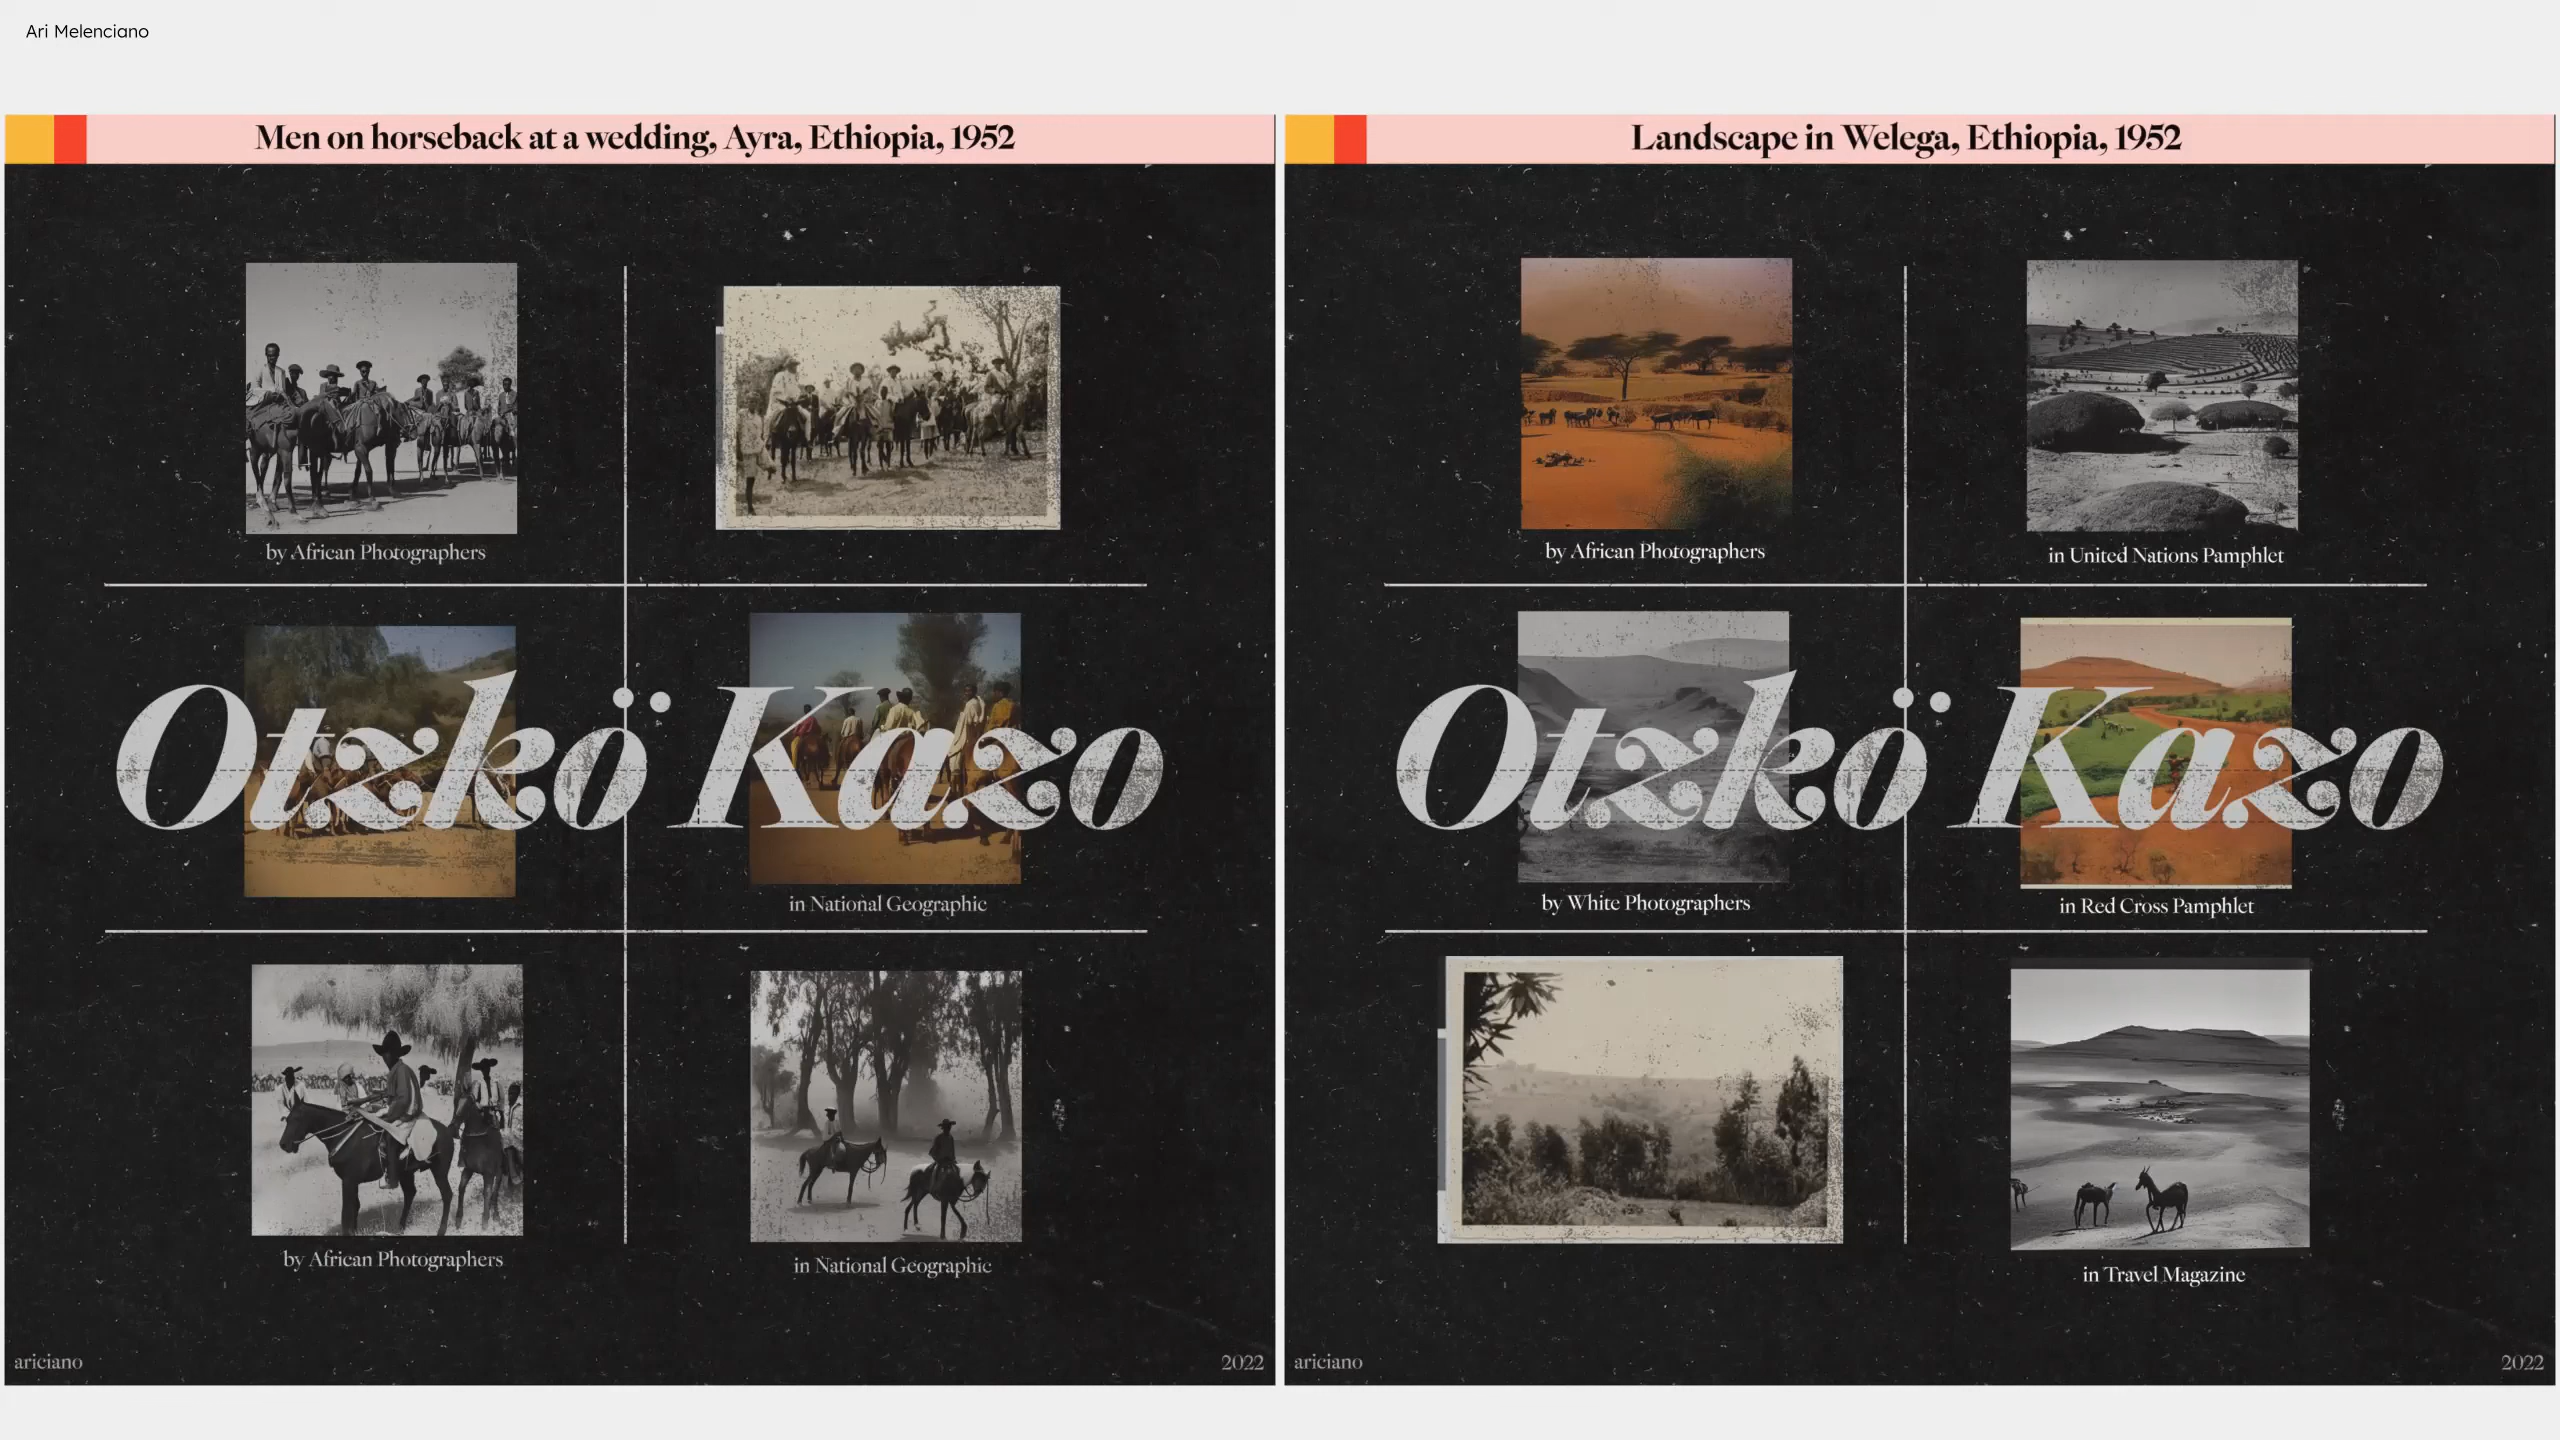 Ari Melenciano
Men on horseback at a wedding, Ayra, Ethiopia, 1952
by African Photographers
Otzkö Kazo
in National Geographic
by African Photographers
in National Geographic
ariciano
2022
Landscape in Welega, Ethiopia, 1952
by African Photographers
in United Nations Pamphlet
Otzkö Kazo
by White Photographers
in Red Cross Pamphlet
in Travel Magazine
ariciano
2022